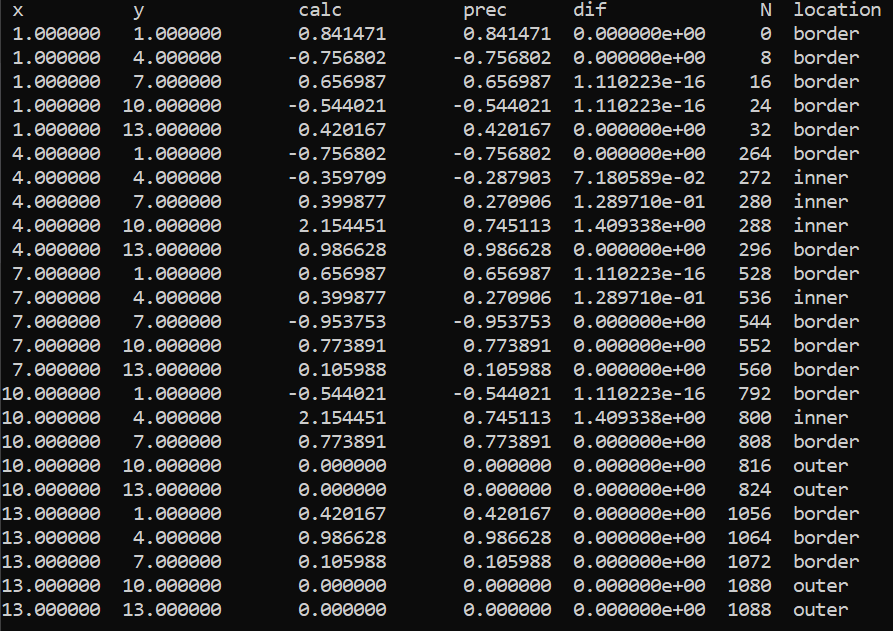 x y calc prec dif N location
1.000000 1.000000 0.841471 0.841471 0.000000e+00 0 border
1.000000 4.000000 -0.756802 -0.756802 0.000000e+00 8 border
1.000000 7.000000 0.656987 0.656987 1.110223e-16 16 border
1.000000 10.000000 -0.544021 -0.544021 1.110223e-16 24 border
1.000000 13.000000 0.420167 0.420167 0.000000e+00 32 border
4.000000 1.000000 -0.756802 -0.756802 0.000000e+00 264 border
4.000000 4.000000 -0.359709 -0.287903 7.180589e-02 272 inner
4.000000 7.000000 0.399877 0.270906 1.289710e-01 280 inner
4.000000 10.000000 2.154451 0.745113 1.409338e+00 288 inner
4.000000 13.000000 0.986628 0.986628 0.000000e+00 296 border
7.000000 1.000000 0.656987 0.656987 1.110223e-16 528 border
7.000000 4.000000 0.399877 0.270906 1.289710e-01 536 inner
7.000000 7.000000 -0.953753 -0.953753 0.000000e+00 544 border
7.000000 10.000000 0.773891 0.773891 0.000000e+00 552 border
7.000000 13.000000 0.105988 0.105988 0.000000e+00 560 border
10.000000 1.000000 -0.544021 -0.544021 1.110223e-16 792 border
10.000000 4.000000 2.154451 0.745113 1.409338e+00 800 inner
10.000000 7.000000 0.773891 0.773891 0.000000e+00 808 border
10.000000 10.000000 0.000000 0.000000 0.000000e+00 816 outer
10.000000 13.000000 0.000000 0.000000 0.000000e+00 824 outer
13.000000 1.000000 0.420167 0.420167 0.000000e+00 1056 border
13.000000 4.000000 0.986628 0.986628 0.000000e+00 1064 border
13.000000 7.000000 0.105988 0.105988 0.000000e+00 1072 border
13.000000 10.000000 0.000000 0.000000 0.000000e+00 1080 outer
13.000000 13.000000 0.000000 0.000000 0.000000e+00 1088 outer